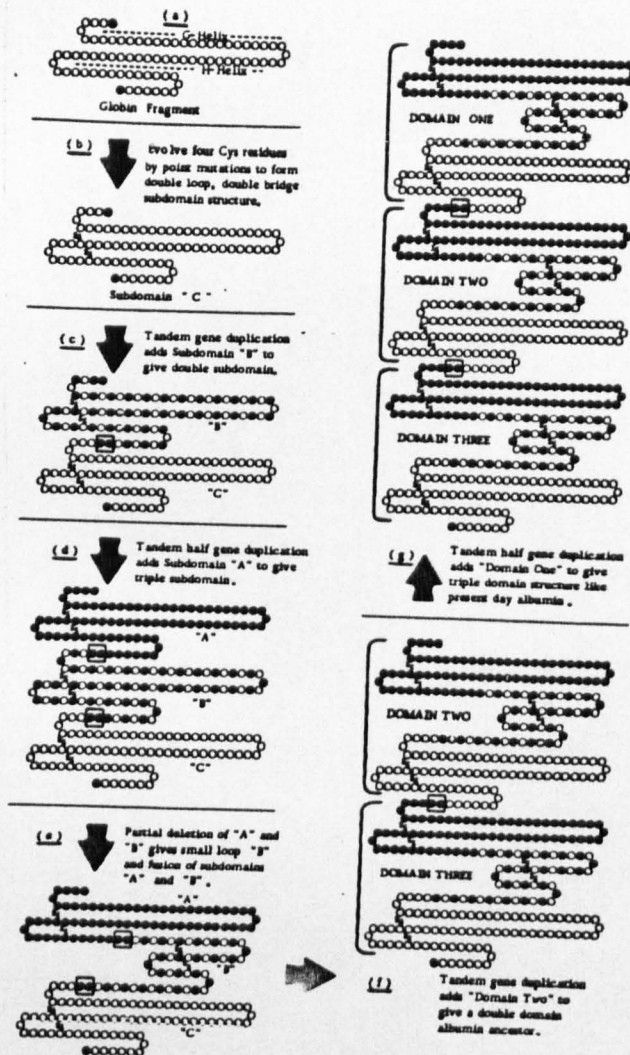 (a)
G-Helix
H-Helix
Globin Fragment
(b)
Evolve four Cys residues
by point mutations to form
double loop, double bridge
subdomain structure.
Subdomain "C"
(c)
Tandem gene duplication
adds Subdomain "B" to
give double subdomain.
"B"
"C"
(d)
Tandem half gene duplication
adds Subdomain "A" to give
triple subdomain.
"A"
"B"
"C"
(e)
Partial deletion of "A" and
"B" gives small loop "B"
and fusion of subdomains
"A" and "B".
"A"
"B"
"C"
(f)
Tandem gene duplication
adds "Domain Two" to
give a double domain
albumin ancestor.
DOMAIN TWO
DOMAIN THREE
(g)
Tandem half gene duplication
adds "Domain One" to give
triple domain structure like
present day albumin.
DOMAIN ONE
DOMAIN TWO
DOMAIN THREE